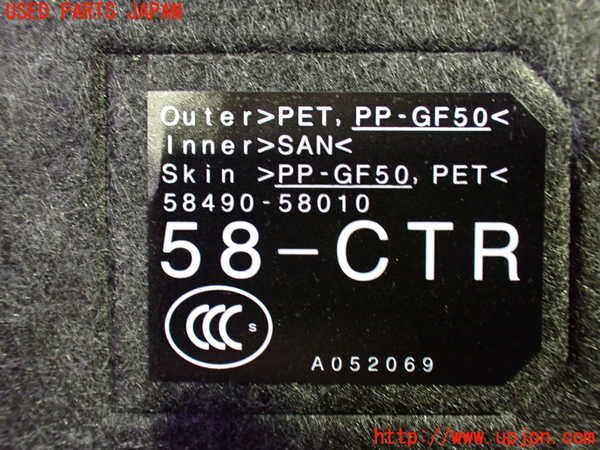 USED PARTS JAPAN
Outer>PET, PP-GF50<
Inner>SAN<
Skin >PP-GF50, PET<
58490-58010
58-CTR
CCC S
A052069
http://www.upjpn.com